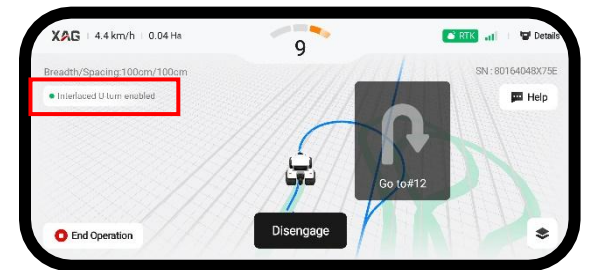 XAG 4.4 km/h 0.04 Ha
9
RTK Details
Breadth/Spacing:100cm/100cm
SN : 80164048X75E
Interlaced U-turn enabled
Help
Go to#12
End Operation
Disengage